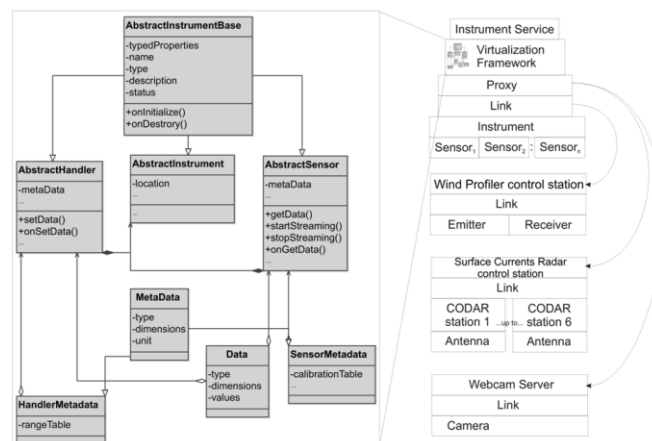 AbstractInstrumentBase
-typedProperties
-name
-type
-description
-status
+onInitialize()
+onDestrory()
AbstractHandler
-metaData
...
+setData()
+onSetData()
...
AbstractInstrument
-location
...
...
AbstractSensor
-metaData
...
+getData()
+startStreaming()
+stopStreaming()
+onGetData()
...
MetaData
-type
-dimensions
-unit
Data
-type
-dimensions
-values
SensorMetadata
-calibrationTable
...
HandlerMetadata
-rangeTable
Instrument Service
Virtualization
Framework
Proxy
Link
Instrument
Sensor1 Sensor2 : Sensorn
Wind Profiler control station
Link
Emitter Receiver
Surface Currents Radar
control station
Link
CODAR CODAR
station 1 ...up to... station 6
Antenna Antenna
Webcam Server
Link
Camera